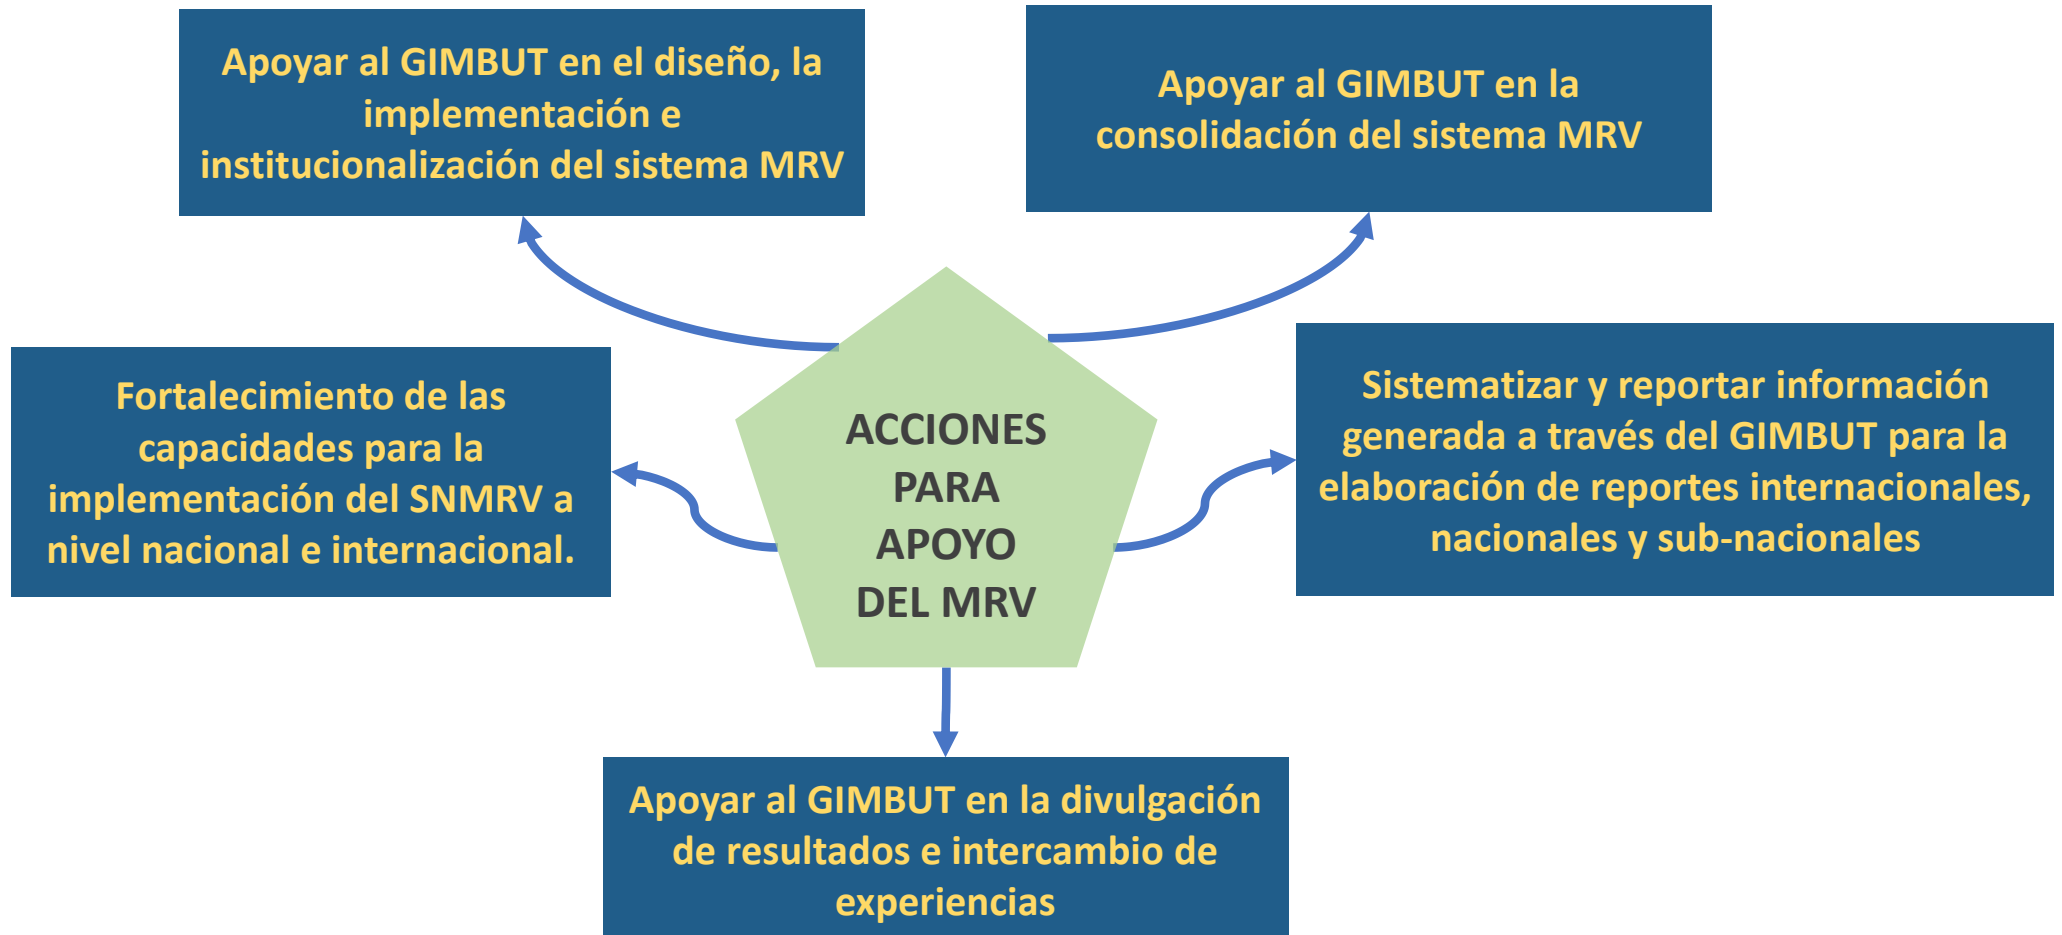 Apoyar al GIMBUT en el diseño, la
implementación e
institucionalización del sistema MRV
Apoyar al GIMBUT en la
consolidación del sistema MRV
Fortalecimiento de las
capacidades para la
implementación del SNMRV a
nivel nacional e internacional.
ACCIONES
PARA
APOYO
DEL MRV
Sistematizar y reportar información
generada a través del GIMBUT para la
elaboración de reportes internacionales,
nacionales y sub-nacionales
Apoyar al GIMBUT en la divulgación
de resultados e intercambio de
experiencias